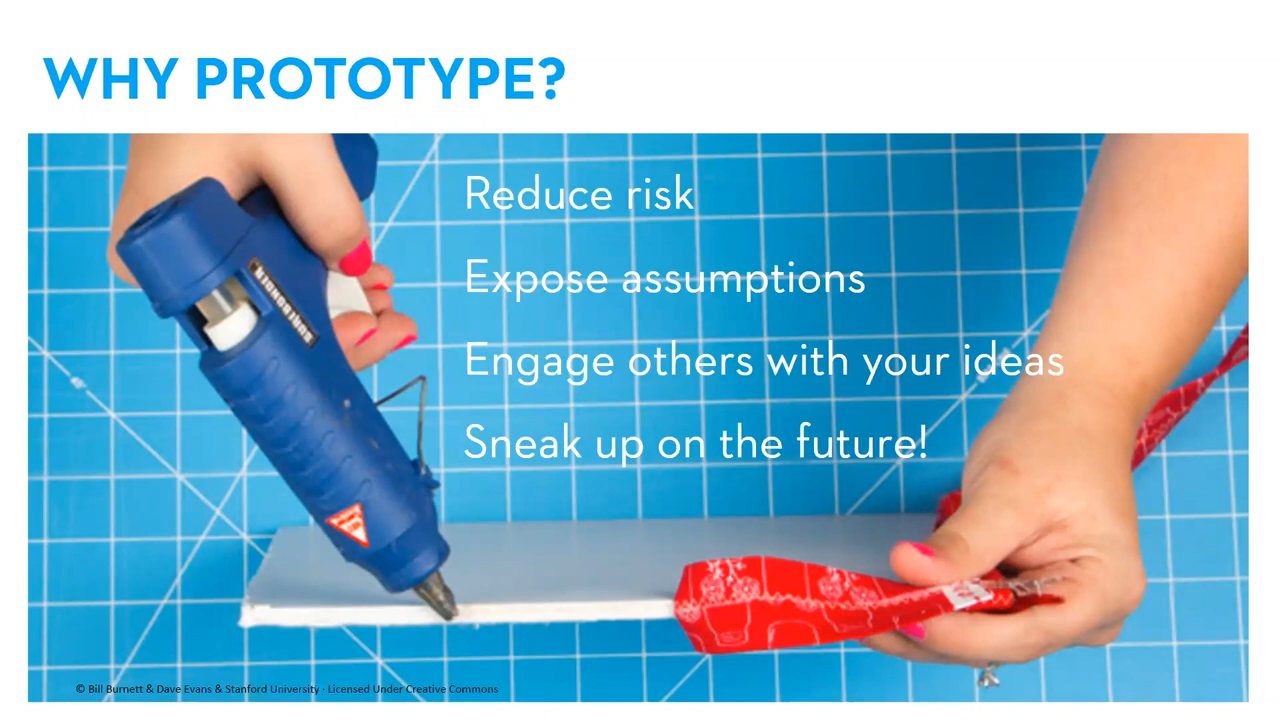 WHY PROTOTYPE?
Reduce risk
Expose assumptions
Engage others with your ideas
Sneak up on the future!
© Bill Burnett & Dave Evans & Stanford University · Licensed Under Creative Commons